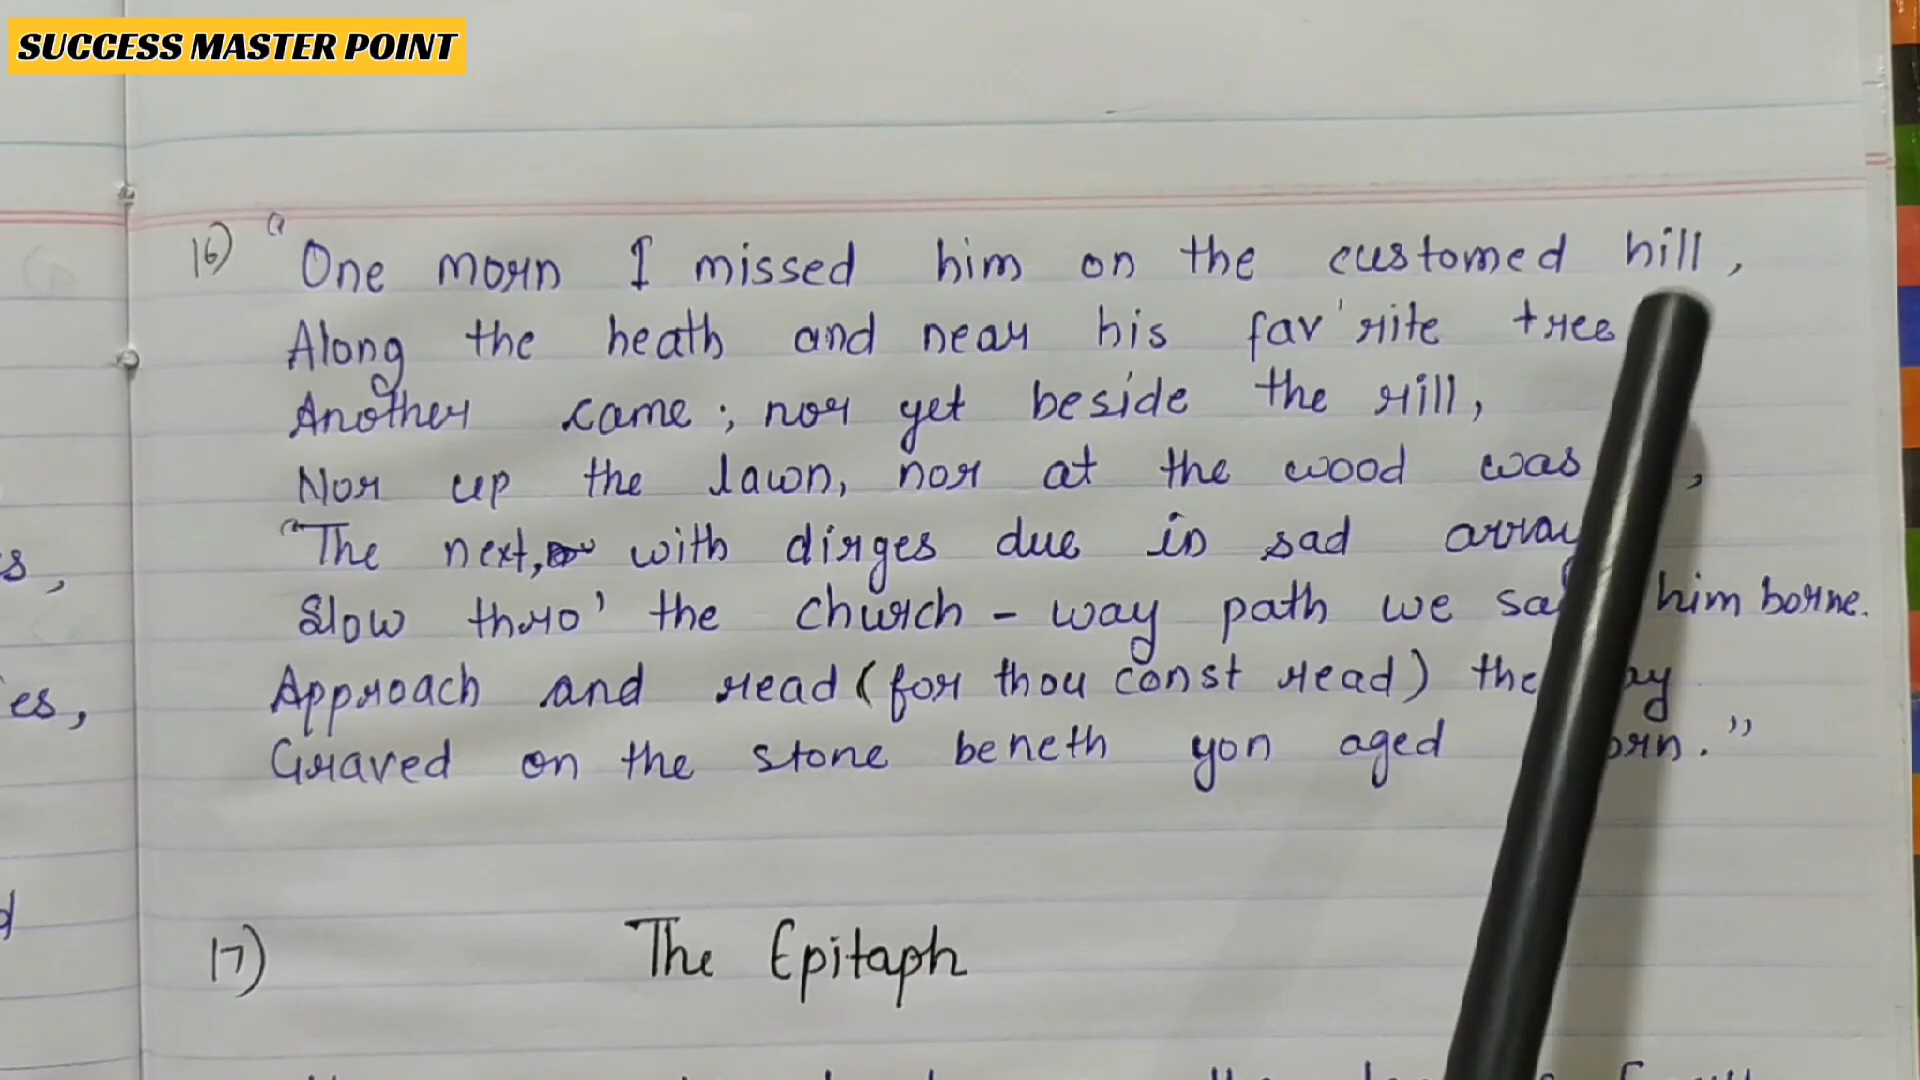 SUCCESS MASTER POINT
16) "One morn I missed him on the customed hill,
Along the heath and near his fav'rite tree
Another came; nor yet beside the rill,
Nor up the lawn, nor at the wood was ,
"The next, with dirges due in sad array
Slow thro' the church-way path we him borne.
Approach and read (for thou canst read) the
Graved on the stone beneth yon aged
s,
es,
17) The Epitaph